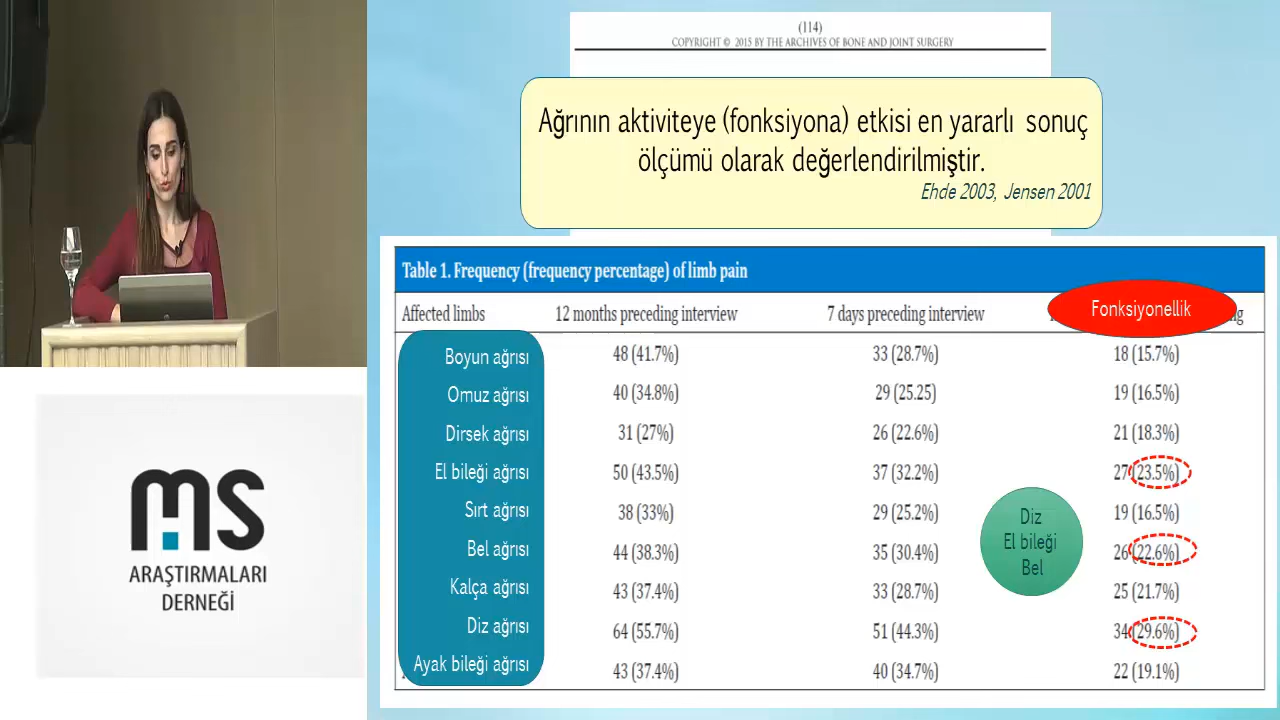 (114)
COPYRIGHT © 2015 BY THE ARCHIVES OF BONE AND JOINT SURGERY
Ağrının aktiviteye (fonksiyona) etkisi en yararlı sonuç
ölçümü olarak değerlendirilmiştir.
Ehde 2003, Jensen 2001
Table 1. Frequency (frequency percentage) of limb pain
Affected limbs 12 months preceding interview 7 days preceding interview Fonksiyonellik
Boyun ağrısı 48 (41.7%) 33 (28.7%) 18 (15.7%)
Omuz ağrısı 40 (34.8%) 29 (25.25) 19 (16.5%)
Dirsek ağrısı 31 (27%) 26 (22.6%) 21 (18.3%)
El bileği ağrısı 50 (43.5%) 37 (32.2%) 27 (23.5%)
Sırt ağrısı 38 (33%) 29 (25.2%) 19 (16.5%)
Bel ağrısı 44 (38.3%) 35 (30.4%) 26 (22.6%)
Kalça ağrısı 43 (37.4%) 33 (28.7%) 25 (21.7%)
Diz ağrısı 64 (55.7%) 51 (44.3%) 34 (29.6%)
Ayak bileği ağrısı 43 (37.4%) 40 (34.7%) 22 (19.1%)
Diz
El bileği
Bel
MS
ARAŞTIRMALARI
DERNEĞİ